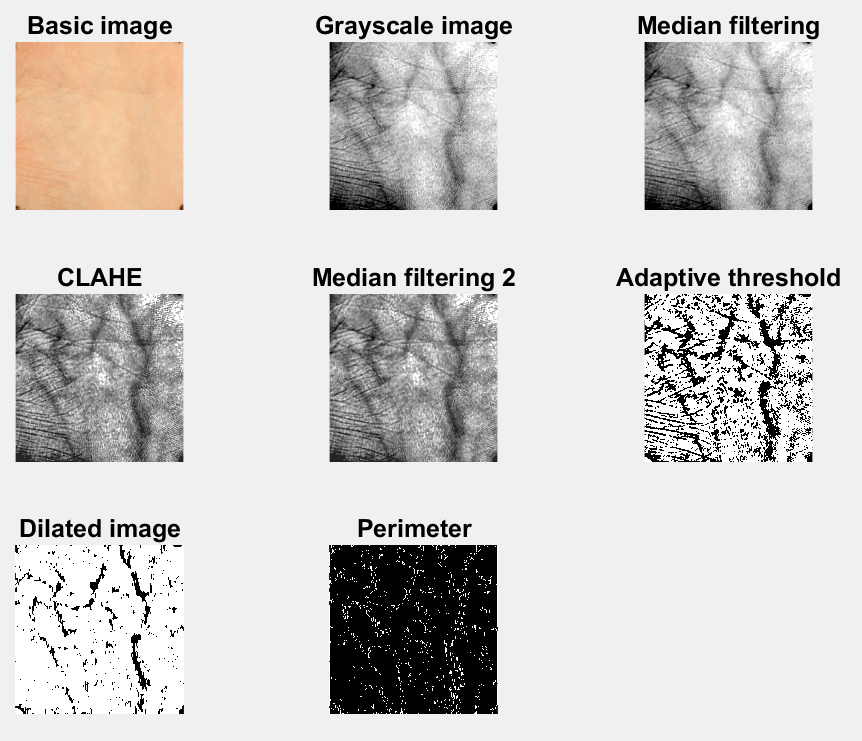 Basic image
Grayscale image
Median filtering
CLAHE
Median filtering 2
Adaptive threshold
Dilated image
Perimeter